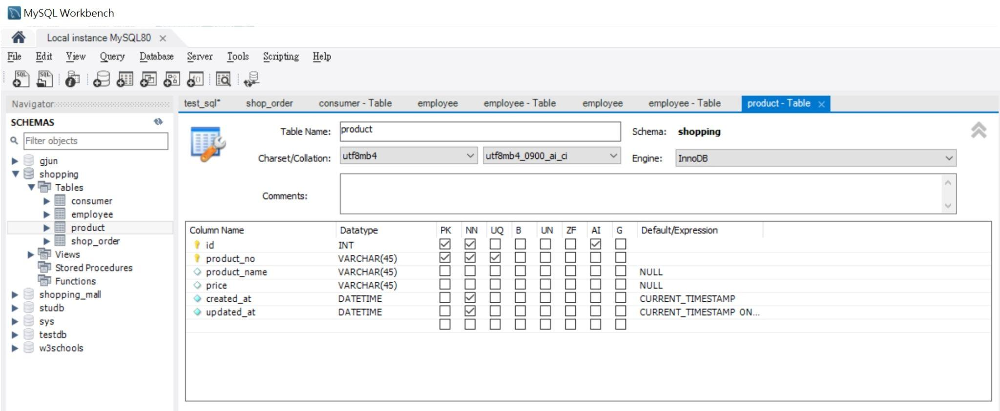 MySQL Workbench
Local instance MySQL80
File Edit View Query Database Server Tools Scripting Help
Navigator
SCHEMAS
Filter objects
gjun
shopping
Tables
consumer
employee
product
shop_order
Views
Stored Procedures
Functions
shopping_mall
studb
sys
testdb
w3schools
test_sql* shop_order consumer - Table employee employee - Table employee employee - Table product - Table
Table Name: product Schema: shopping
Charset/Collation: utf8mb4 utf8mb4_0900_ai_ci Engine: InnoDB
Comments:
Column Name Datatype PK NN UQ B UN ZF AI G Default/Expression
id INT
product_no VARCHAR(45)
product_name VARCHAR(45) NULL
price VARCHAR(45) NULL
created_at DATETIME CURRENT_TIMESTAMP
updated_at DATETIME CURRENT_TIMESTAMP ON...